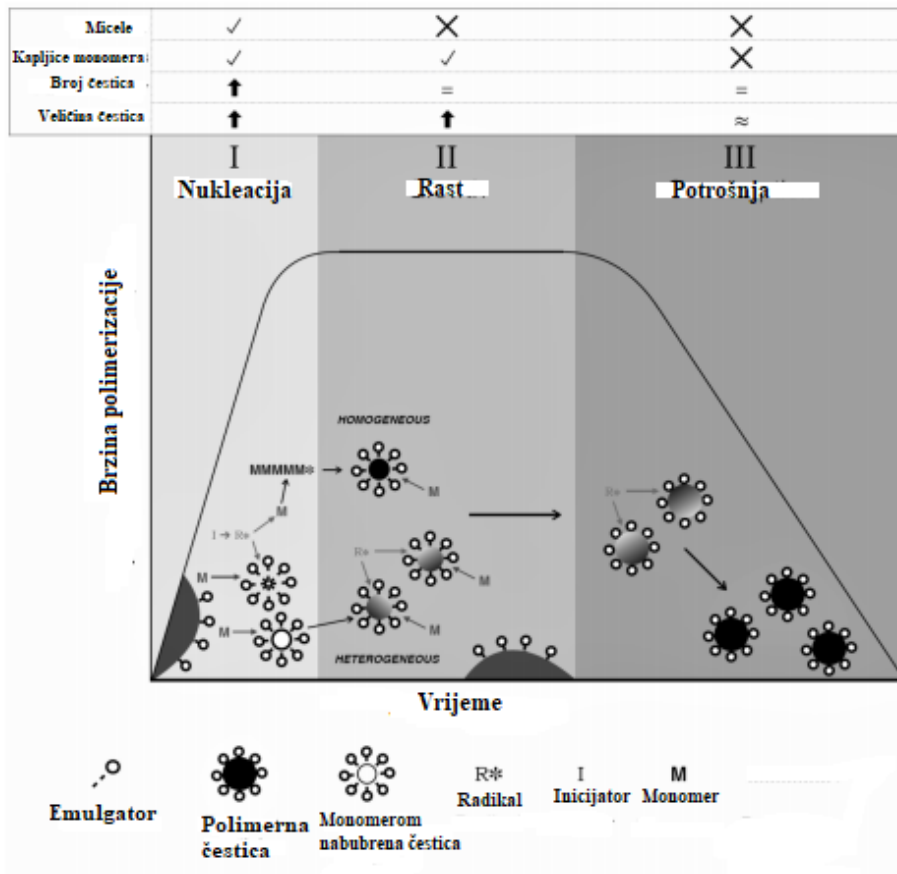 Micele ✓ ✕ ✕
Kapljice monomera ✓ ✓ ✕
Broj čestica ⬆ = =
Veličina čestica ⬆ ⬆ ≈
I II III
Nukleacija Rast Potrošnja
Brzina polimerizacije
HOMOGENEOUS
MMMMM* M
M
I → R*
R*
R*
M M
M M
HETEROGENEOUS
Vrijeme
R* I M
Emulgator Polimerna čestica Monomerom nabubrena čestica Radikal Inicijator Monomer